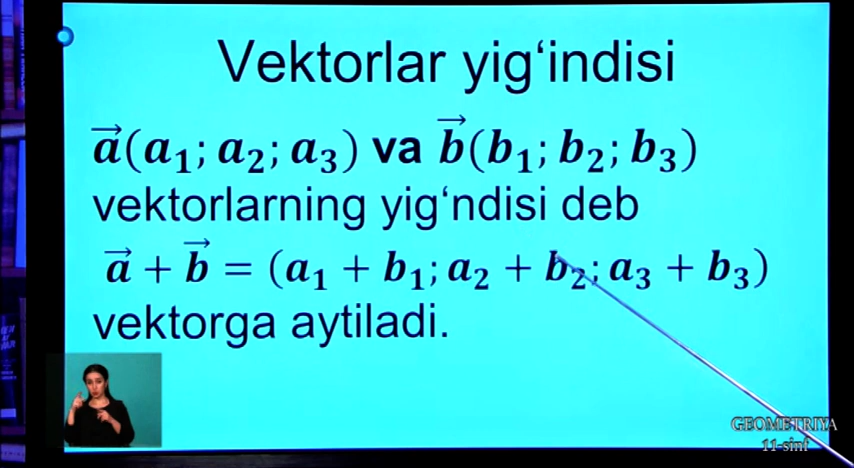 Vektorlar yig‘indisi
a⃗(a₁; a₂; a₃) va b⃗(b₁; b₂; b₃)
vektorlarning yig‘ndisi deb
a⃗ + b⃗ = (a₁ + b₁; a₂ + b₂; a₃ + b₃)
vektorga aytiladi.
GEOMETRIYA
11-sinf